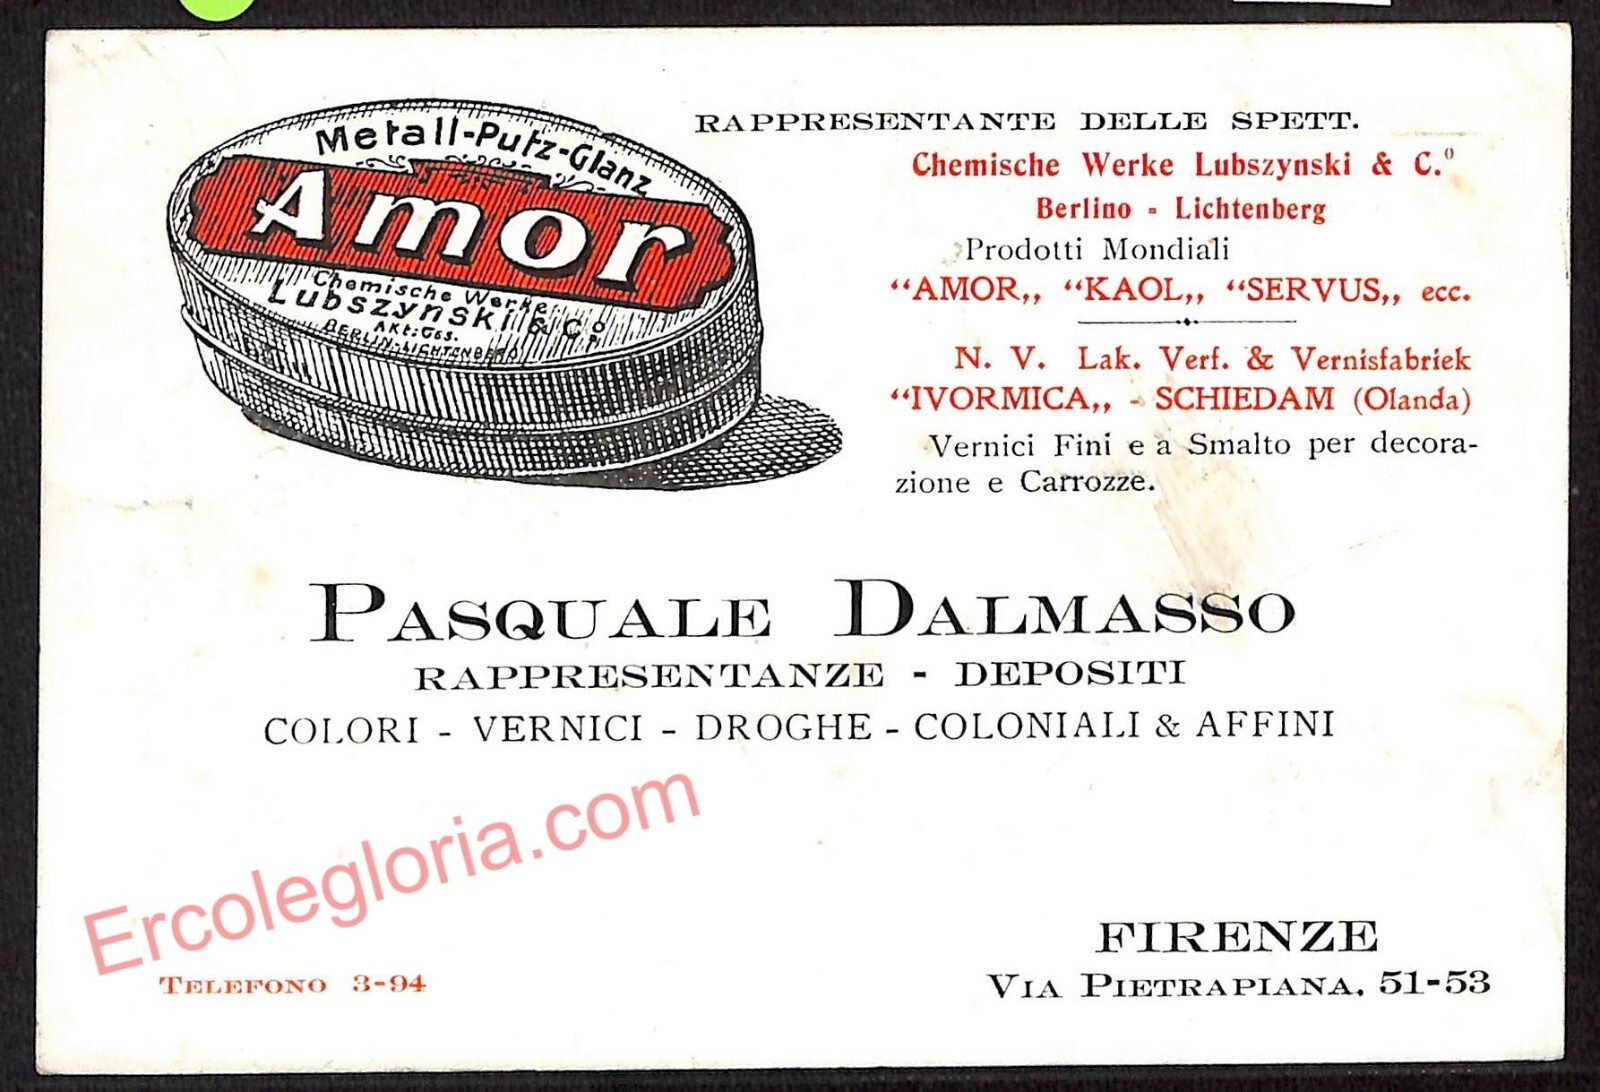 Metall-Putz-Glanz
Amor
Chemische Werke
Lubszynski & Cº.
Akt: Ges.
BERLIN-LICHTENBERG
RAPPRESENTANTE DELLE SPETT.
Chemische Werke Lubszynski & C.º
Berlino - Lichtenberg
Prodotti Mondiali
“AMOR„ “KAOL„ “SERVUS„ ecc.
N. V. Lak. Verf. & Vernisfabriek
“IVORMICA„ - SCHIEDAM (Olanda)
Vernici Fini e a Smalto per decora-
zione e Carrozze.
PASQUALE DALMASSO
RAPPRESENTANZE - DEPOSITI
COLORI - VERNICI - DROGHE - COLONIALI & AFFINI
Ercolegloria.com
TELEFONO 3-94
FIRENZE
VIA PIETRAPIANA, 51-53